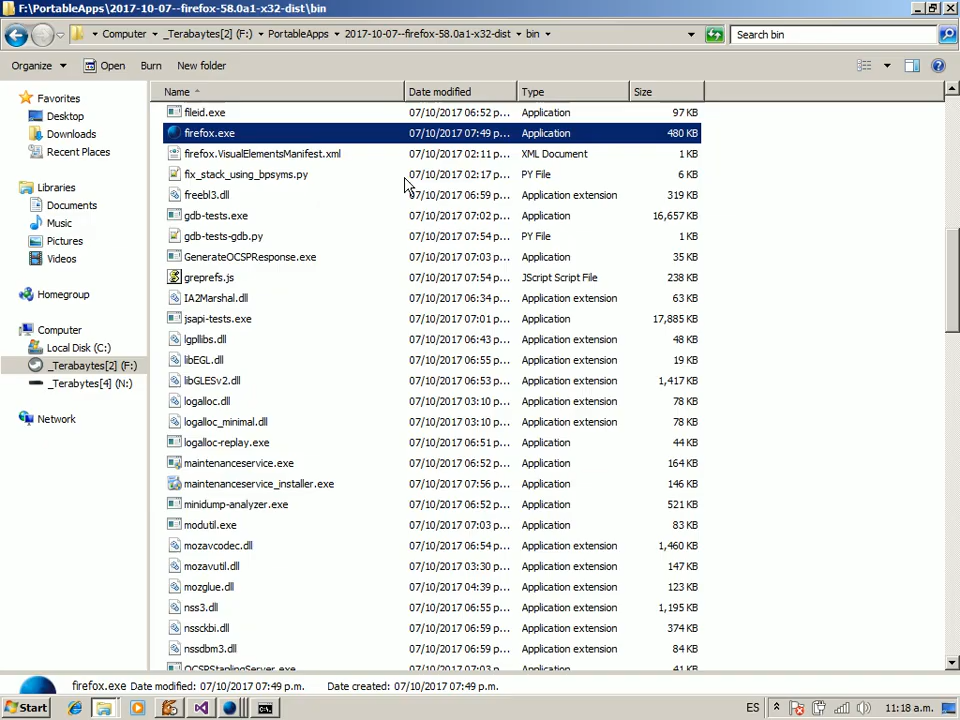 F:\PortableApps\2017-10-07--firefox-58.0a1-x32-dist\bin
Computer _Terabaytes[2] (F:) PortableApps 2017-10-07--firefox-58.0a1-x32-dist bin
Search bin
Organize Open Burn New folder
Favorites
Desktop
Downloads
Recent Places
Libraries
Documents
Music
Pictures
Videos
Homegroup
Computer
Local Disk (C:)
_Terabaytes[2] (F:)
_Terabytes[4] (N:)
Network
Name Date modified Type Size
fileid.exe 07/10/2017 06:52 p... Application 97 KB
firefox.exe 07/10/2017 07:49 p... Application 480 KB
firefox.VisualElementsManifest.xml 07/10/2017 02:11 p... XML Document 1 KB
fix_stack_using_bpsyms.py 07/10/2017 02:17 p... PY File 6 KB
freebl3.dll 07/10/2017 06:59 p... Application extension 319 KB
gdb-tests.exe 07/10/2017 07:02 p... Application 16,657 KB
gdb-tests-gdb.py 07/10/2017 07:54 p... PY File 1 KB
GenerateOCSPResponse.exe 07/10/2017 07:03 p... Application 35 KB
greprefs.js 07/10/2017 07:54 p... JScript Script File 238 KB
IA2Marshal.dll 07/10/2017 06:34 p... Application extension 63 KB
jsapi-tests.exe 07/10/2017 07:01 p... Application 17,885 KB
lgpllibs.dll 07/10/2017 06:43 p... Application extension 48 KB
libEGL.dll 07/10/2017 06:55 p... Application extension 19 KB
libGLESv2.dll 07/10/2017 06:53 p... Application extension 1,417 KB
logalloc.dll 07/10/2017 03:10 p... Application extension 78 KB
logalloc_minimal.dll 07/10/2017 03:10 p... Application extension 78 KB
logalloc-replay.exe 07/10/2017 06:51 p... Application 44 KB
maintenanceservice.exe 07/10/2017 06:52 p... Application 164 KB
maintenanceservice_installer.exe 07/10/2017 07:56 p... Application 146 KB
minidump-analyzer.exe 07/10/2017 06:52 p... Application 521 KB
modutil.exe 07/10/2017 07:03 p... Application 83 KB
mozavcodec.dll 07/10/2017 06:54 p... Application extension 1,460 KB
mozavutil.dll 07/10/2017 03:30 p... Application extension 147 KB
mozglue.dll 07/10/2017 04:39 p... Application extension 123 KB
nss3.dll 07/10/2017 06:55 p... Application extension 1,195 KB
nssckbi.dll 07/10/2017 06:59 p... Application extension 374 KB
nssdbm3.dll 07/10/2017 06:59 p... Application extension 84 KB
OCSPStaplingServer.exe 07/10/2017 07:03 p... Application 41 KB
firefox.exe Date modified: 07/10/2017 07:49 p.m. Date created: 07/10/2017 07:49 p.m.
Start ES 11:18 a.m.